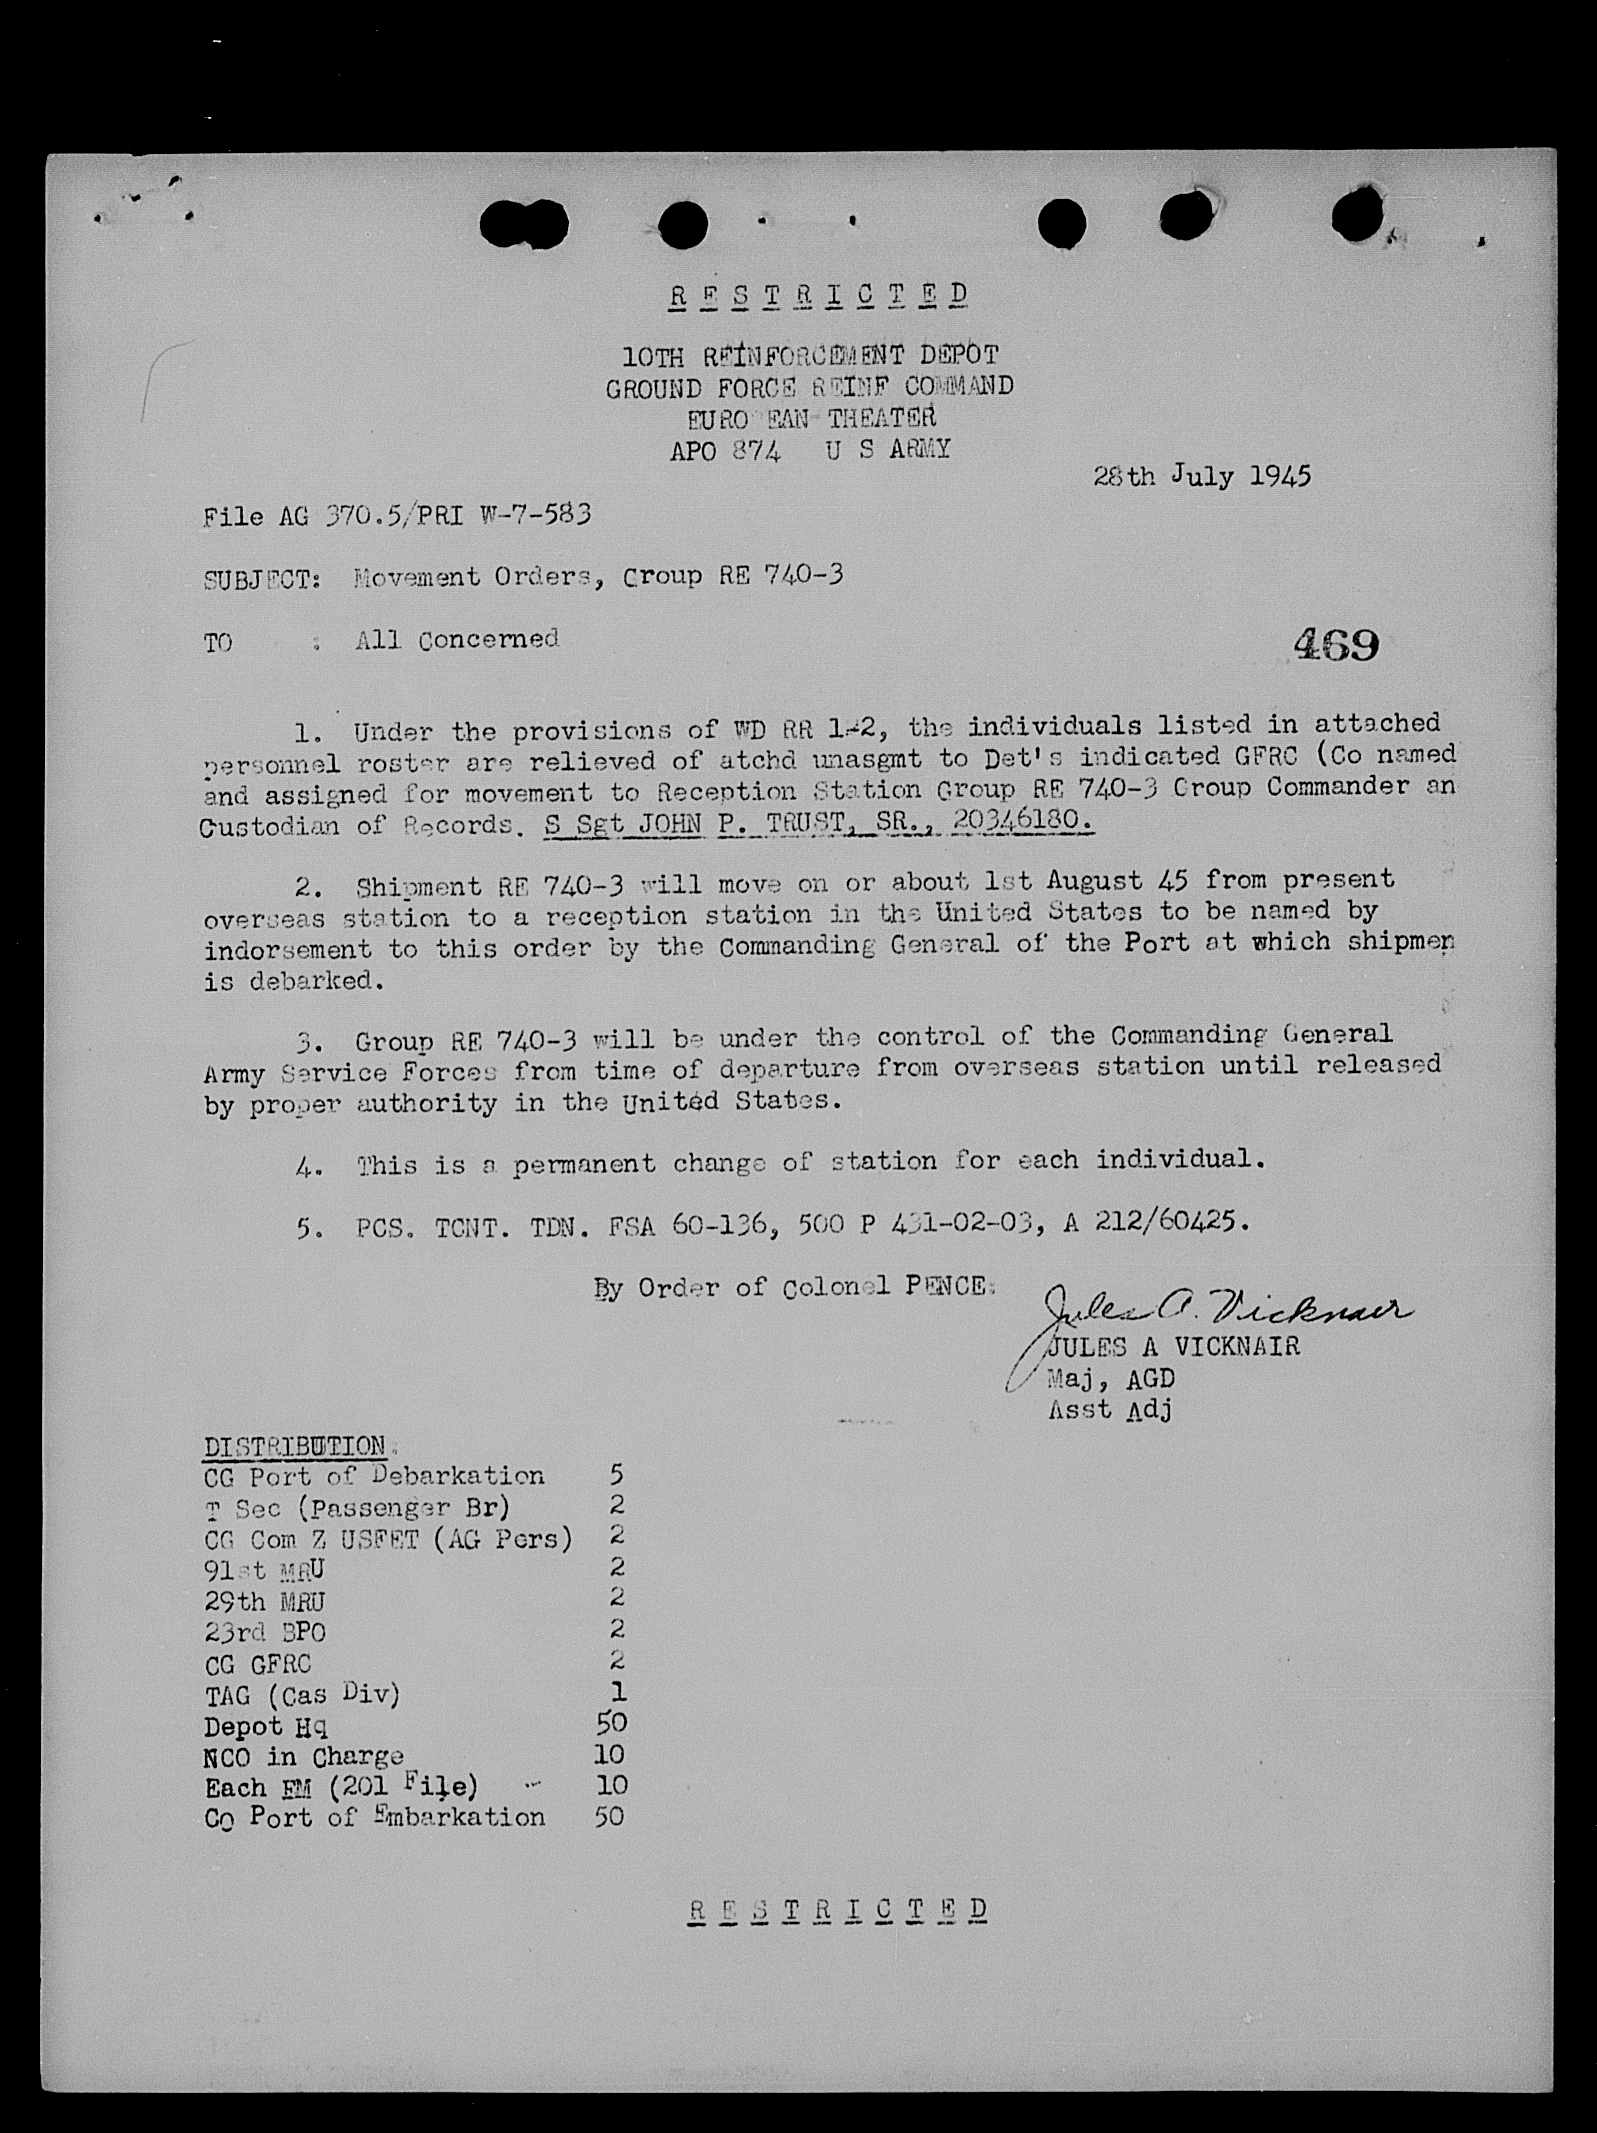 R E S T R I C T E D
10TH REINFORCEMENT DEPOT
GROUND FORCE REINF COMMAND
EURO EAN THEATER
APO 874 U S ARMY
28th July 1945
File AG 370.5/PRI W-7-583
SUBJECT: Movement Orders, Group RE 740-3
TO : All Concerned
469
1. Under the provisions of WD RR 1-2, the individuals listed in attached
personnel roster are relieved of atchd unasgmt to Det's indicated GFRC (Co named
and assigned for movement to Reception Station Group RE 740-3 Group Commander an
Custodian of Records. S Sgt JOHN P. TRUST, SR., 20346180.
2. Shipment RE 740-3 will move on or about 1st August 45 from present
overseas station to a reception station in the United States to be named by
indorsement to this order by the Commanding General of the Port at which shipmen
is debarked.
3. Group RE 740-3 will be under the control of the Commanding General
Army Service Forces from time of departure from overseas station until released
by proper authority in the United States.
4. This is a permanent change of station for each individual.
5. PCS. TCNT. TDN. FSA 60-136, 500 P 431-02-03, A 212/60425.
By Order of Colonel PENCE:
Jules A. Vicknair
JULES A VICKNAIR
Maj, AGD
Asst Adj
DISTRIBUTION:
CG Port of Debarkation 5
T Sec (Passenger Br) 2
CG Com Z USFET (AG Pers) 2
91st MRU 2
29th MRU 2
23rd BPO 2
CG GFRC 2
TAG (Cas Div) 1
Depot Hq 50
NCO in Charge 10
Each EM (201 File) 10
CO Port of Embarkation 50
R E S T R I C T E D